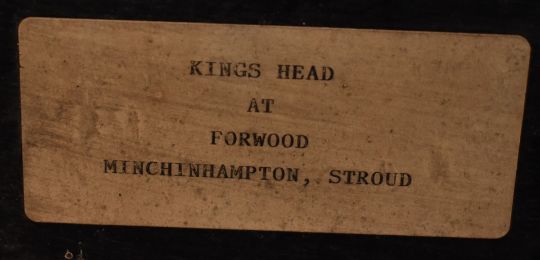 KINGS HEAD
AT
FORWOOD
MINCHINHAMPTON, STROUD